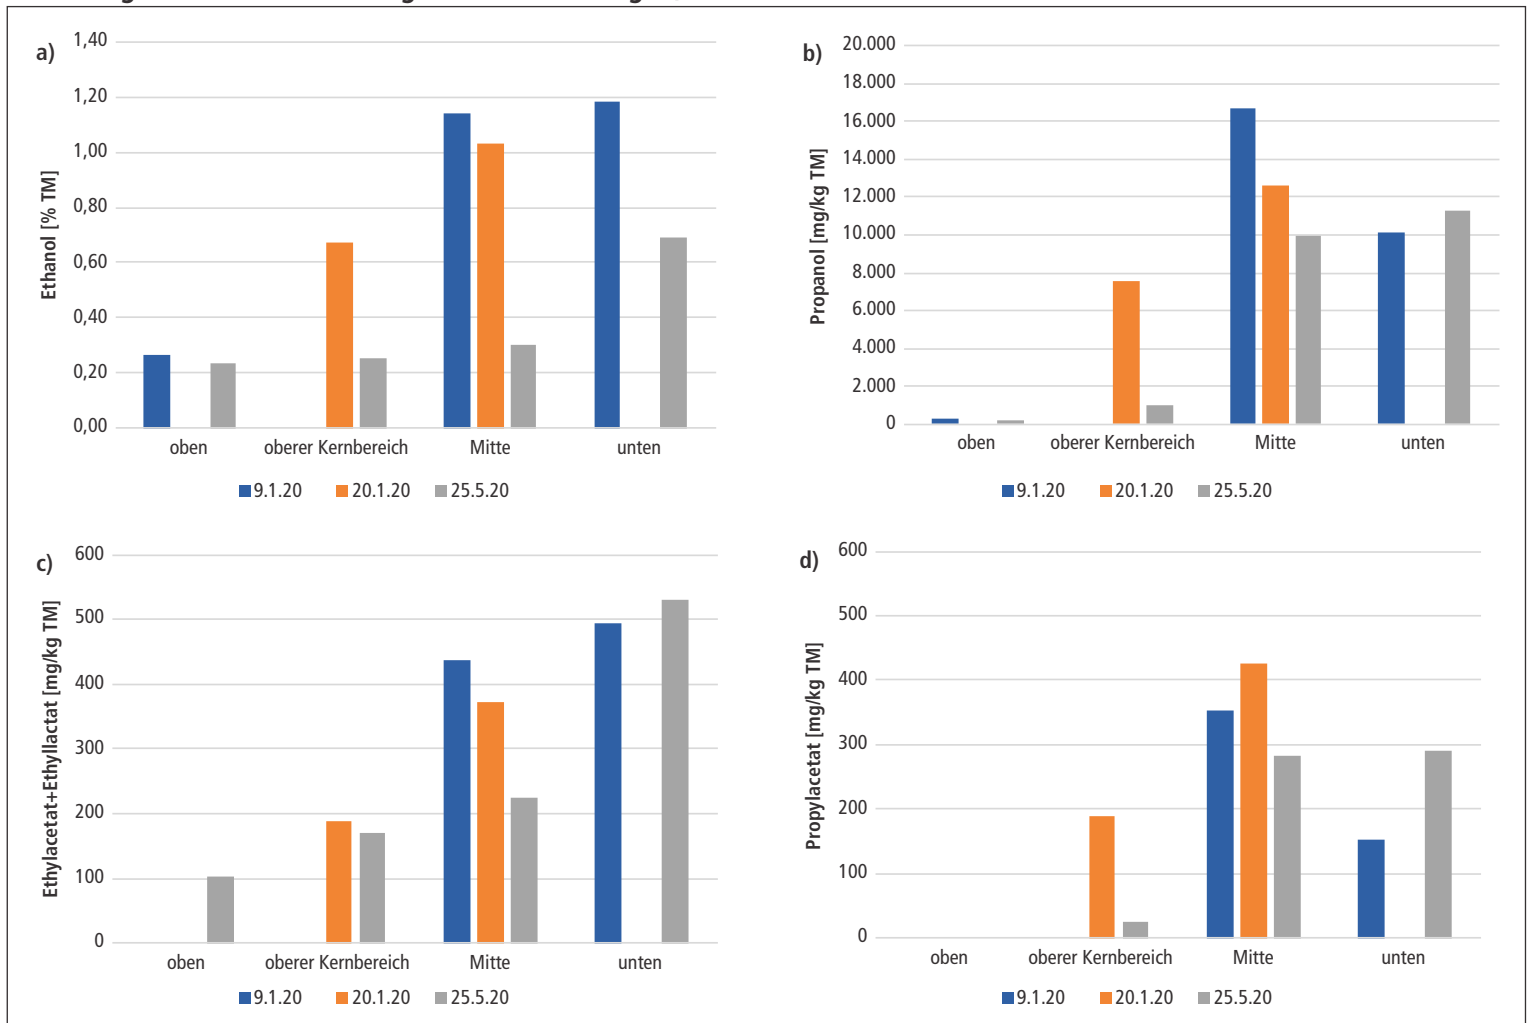 a)
Ethanol [% TM]
1,40
1,20
1,00
0,80
0,60
0,40
0,20
0,00
oben oberer Kernbereich Mitte unten
9.1.20 20.1.20 25.5.20
b)
Propanol [mg/kg TM]
20.000
18.000
16.000
14.000
12.000
10.000
8.000
6.000
4.000
2.000
0
oben oberer Kernbereich Mitte unten
9.1.20 20.1.20 25.5.20
c)
Ethylacetat+Ethyllactat [mg/kg TM]
600
500
400
300
200
100
0
oben oberer Kernbereich Mitte unten
9.1.20 20.1.20 25.5.20
d)
Propylacetat [mg/kg TM]
600
500
400
300
200
100
0
oben oberer Kernbereich Mitte unten
9.1.20 20.1.20 25.5.20